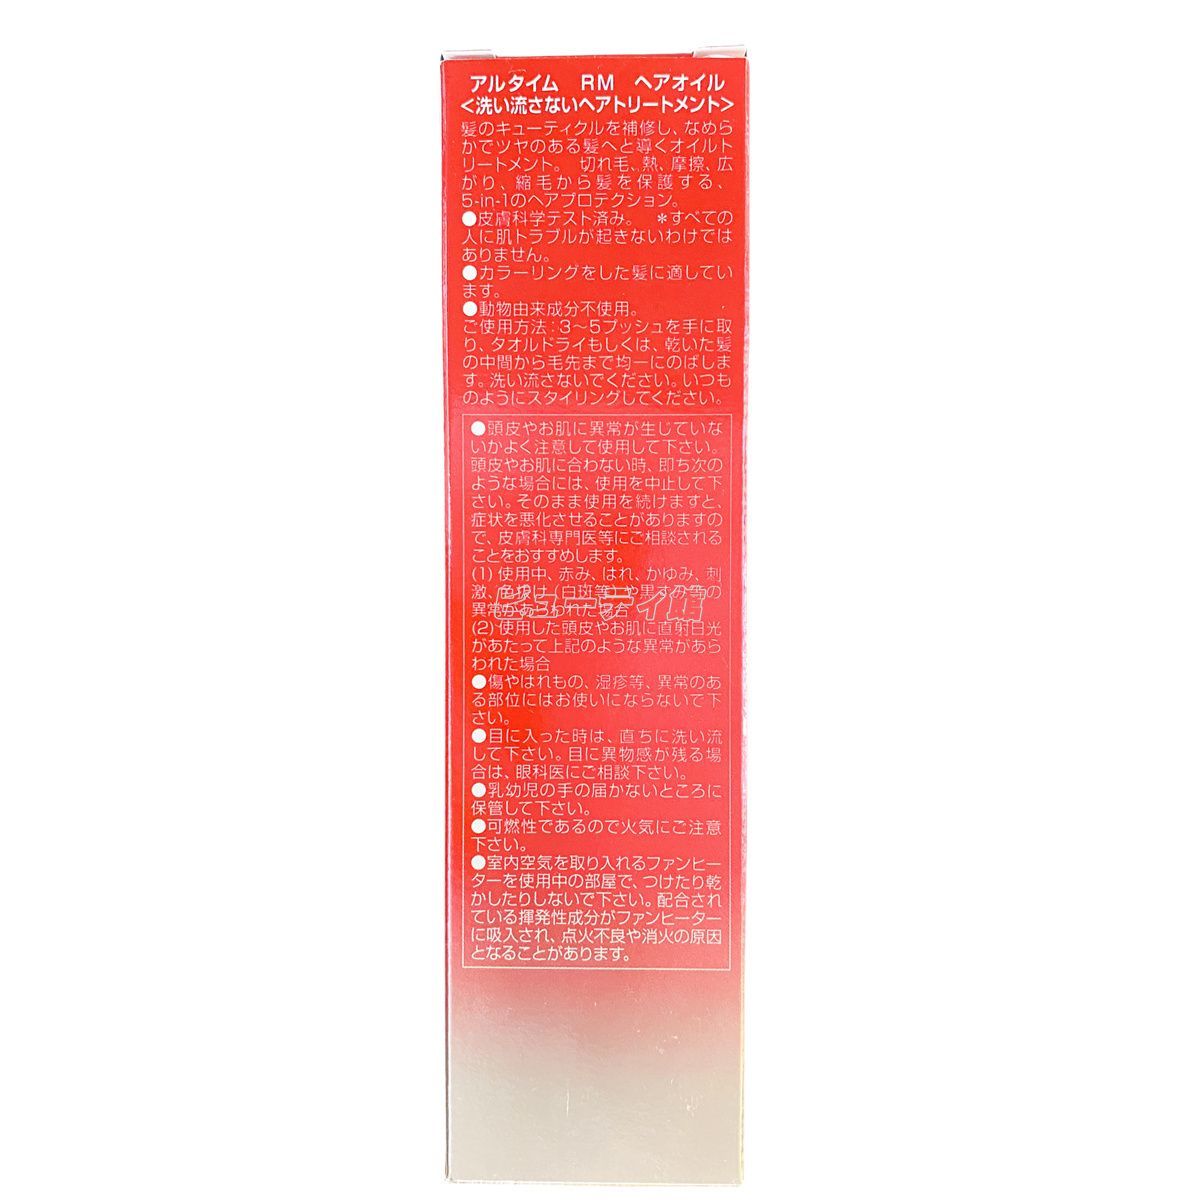 アルタイム　RM　ヘアオイル
<洗い流さないヘアトリートメント>
髪のキューティクルを補修し、なめら
かでツヤのある髪へと導くオイルト
リートメント。　切れ毛、熱、摩擦、広
がり、縮毛から髪を保護する、
5-in-1のヘアプロテクション。
●皮膚科学テスト済み。　*すべての
人に肌トラブルが起きないわけでは
ありません。
●カラーリングをした髪に適してい
ます。
●動物由来成分不使用。
ご使用方法：3〜5プッシュを手に取
り、タオルドライもしくは、乾いた髪
の中間から毛先まで均一にのばしま
す。洗い流さないでください。いつも
のようにスタイリングしてください。
●頭皮やお肌に異常が生じていな
いかよく注意して使用して下さい。
頭皮やお肌に合わない時、即ち次の
ような場合には、使用を中止して下
さい。そのまま使用を続けますと、
症状を悪化させることがありますの
で、皮膚科専門医等にご相談される
ことをおすすめします。
(1) 使用中、赤み、はれ、かゆみ、刺
激、色抜け (白斑等) や黒ずみ等の
異常があらわれた場合
ビューティ館
(2) 使用した頭皮やお肌に直射日光
があたって上記のような異常があら
われた場合
●傷やはれもの、湿疹等、異常のあ
る部位にはお使いにならないで下
さい。
●目に入った時は、直ちに洗い流
して下さい。目に異物感が残る場
合は、眼科医にご相談下さい。
●乳幼児の手の届かないところに
保管して下さい。
●可燃性であるので火気にご注意
下さい。
●室内空気を取り入れるファンヒー
ターを使用中の部屋で、つけたり乾
かしたりしないで下さい。配合され
ている揮発性成分がファンヒーター
に吸入され、点火不良や消火の原因
となることがあります。